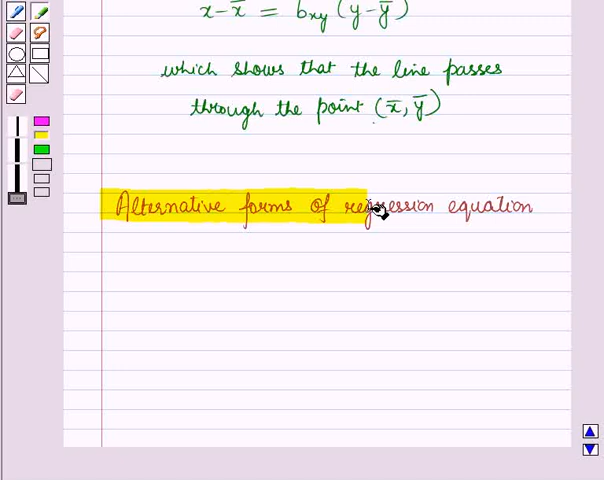 x-x̅ = bxy (y-y̅)
which shows that the line passes
through the point (x̅, y̅)
Alternative forms of regression equation